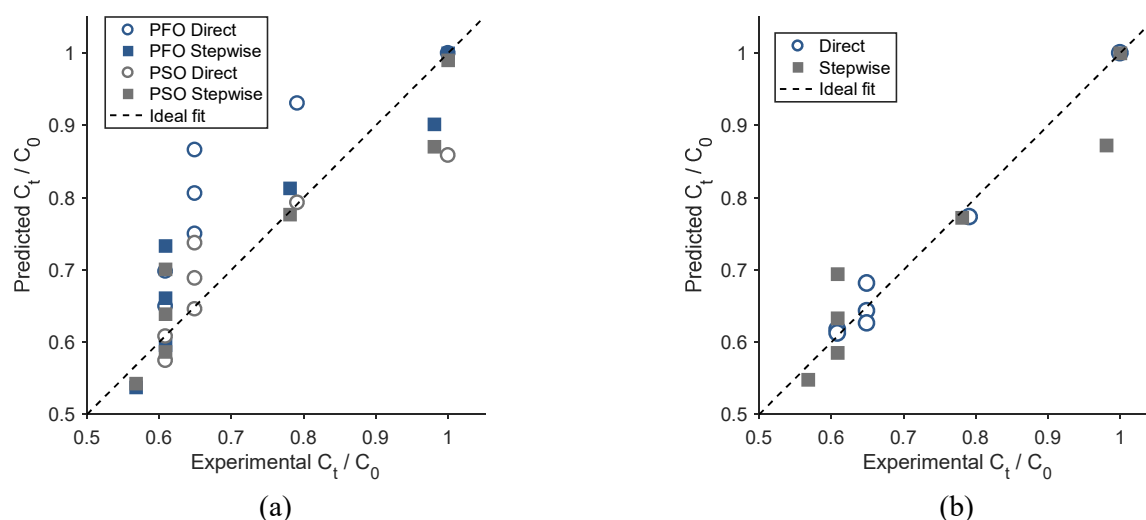 PFO Direct
PFO Stepwise
PSO Direct
PSO Stepwise
Ideal fit
1
0.9
0.8
0.7
0.6
0.5
Predicted C_t / C_0
0.5 0.6 0.7 0.8 0.9 1
Experimental C_t / C_0
(a)
Direct
Stepwise
Ideal fit
1
0.9
0.8
0.7
0.6
0.5
Predicted C_t / C_0
0.5 0.6 0.7 0.8 0.9 1
Experimental C_t / C_0
(b)